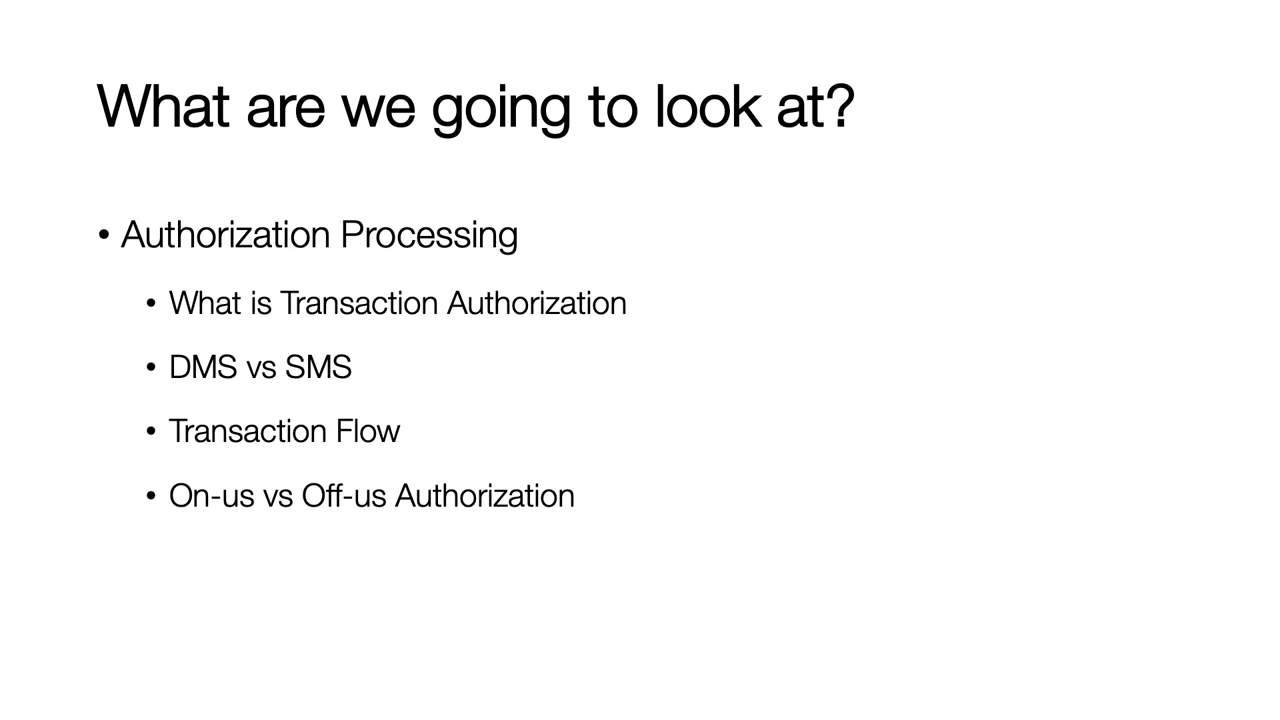 What are we going to look at?
• Authorization Processing
• What is Transaction Authorization
• DMS vs SMS
• Transaction Flow
• On-us vs Off-us Authorization